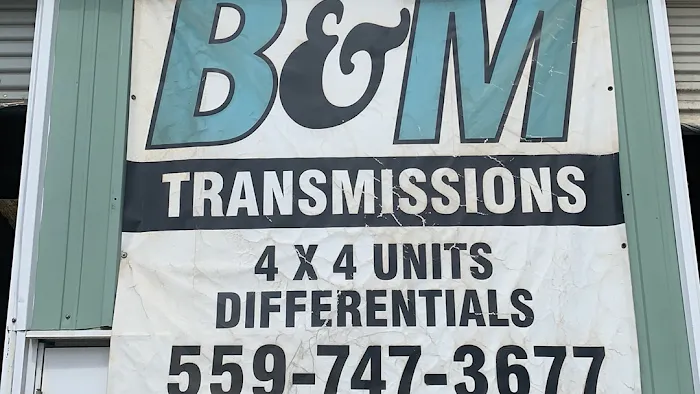 B&M
TRANSMISSIONS
4 X 4 UNITS
DIFFERENTIALS
559-747-3677